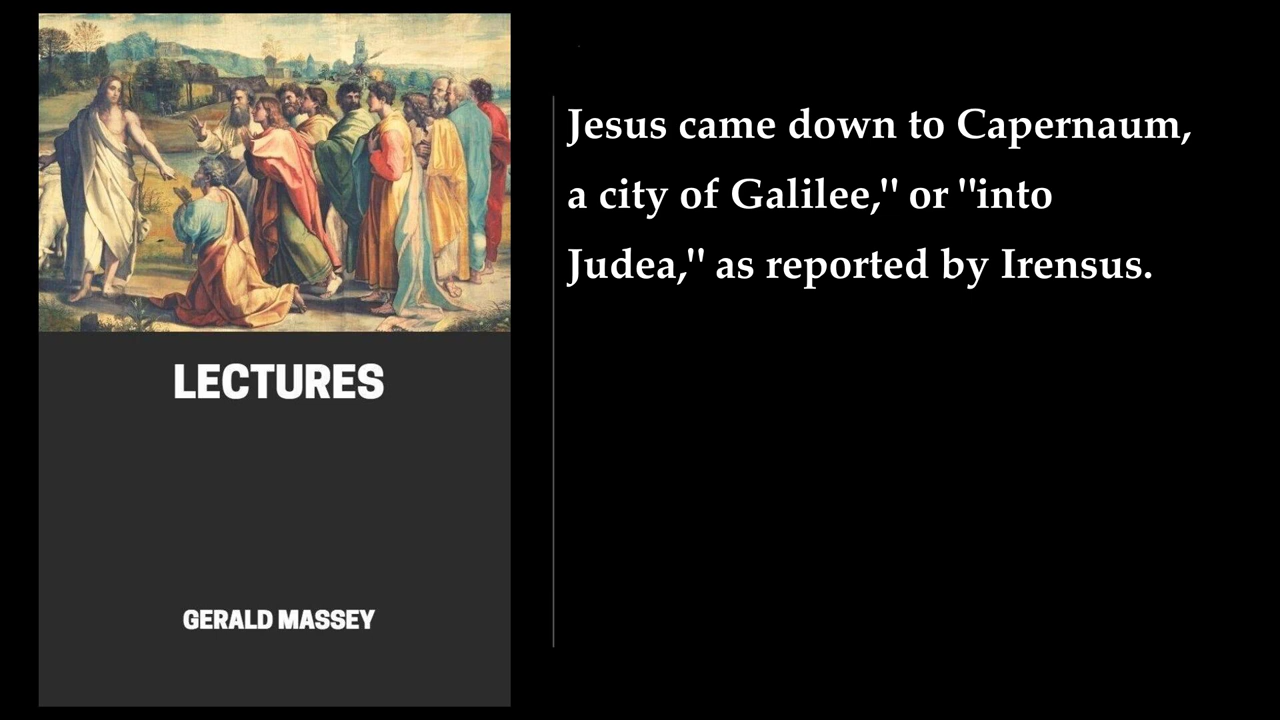 LECTURES
GERALD MASSEY
Jesus came down to Capernaum,
a city of Galilee," or "into
Judea," as reported by Irensus.